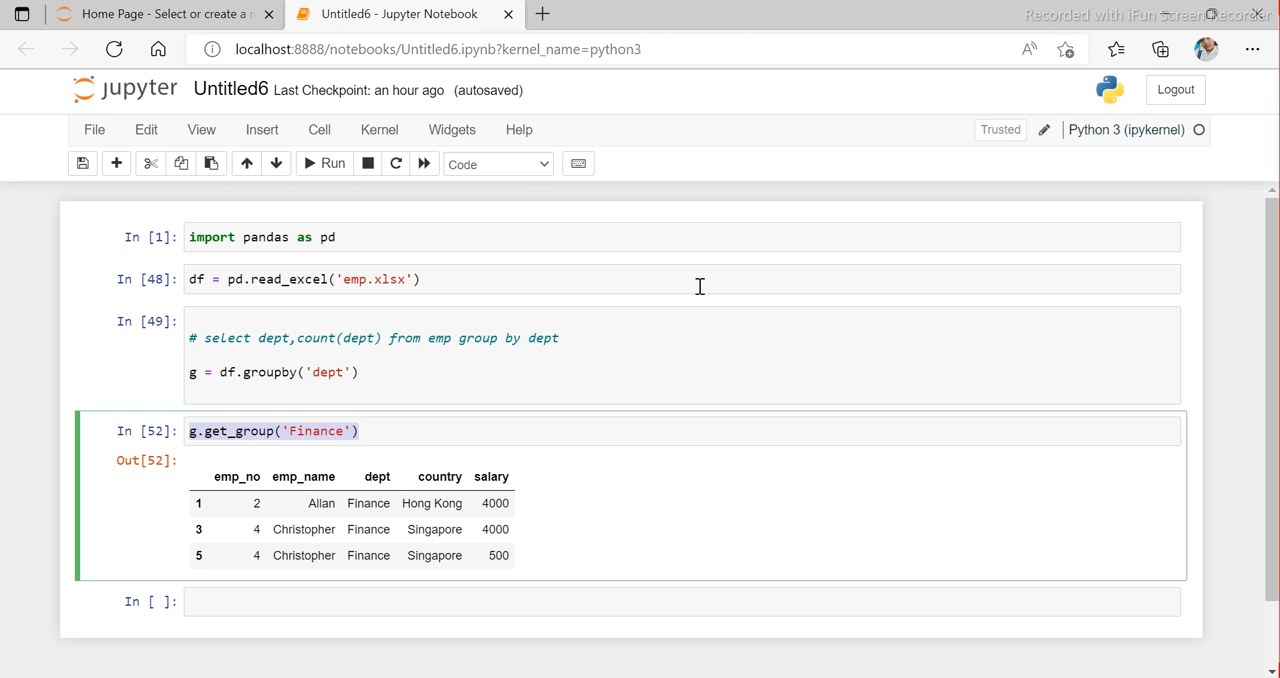 Home Page - Select or create a n
Untitled6 - Jupyter Notebook
Recorded with iFun Screen Recorder
localhost:8888/notebooks/Untitled6.ipynb?kernel_name=python3
jupyter Untitled6 Last Checkpoint: an hour ago (autosaved)
Logout
File Edit View Insert Cell Kernel Widgets Help
Trusted
Python 3 (ipykernel)
Run
Code
In [1]: import pandas as pd
In [48]: df = pd.read_excel('emp.xlsx')
In [49]:
# select dept,count(dept) from emp group by dept
g = df.groupby('dept')
In [52]: g.get_group('Finance')
Out[52]:
emp_no emp_name dept country salary
1 2 Allan Finance Hong Kong 4000
3 4 Christopher Finance Singapore 4000
5 4 Christopher Finance Singapore 500
In [ ]: